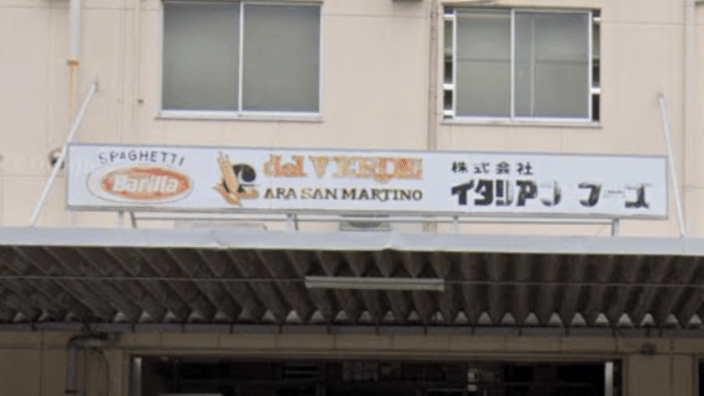 SPAGHETTI
Barilla
del VERDE
ARA SAN MARTINO
株式会社
イタリアン フーズ